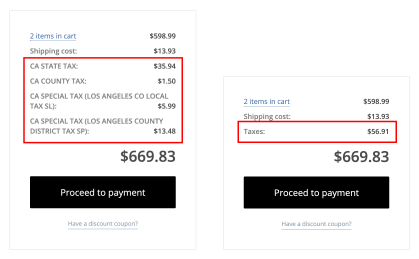 2 items in cart $598.99
Shipping cost: $13.93
CA STATE TAX: $35.94
CA COUNTY TAX: $1.50
CA SPECIAL TAX (LOS ANGELES CO LOCAL
TAX SL): $5.99
CA SPECIAL TAX (LOS ANGELES COUNTY
DISTRICT TAX SP): $13.48
$669.83
Proceed to payment
Have a discount coupon?
2 items in cart $598.99
Shipping cost: $13.93
Taxes: $56.91
$669.83
Proceed to payment
Have a discount coupon?